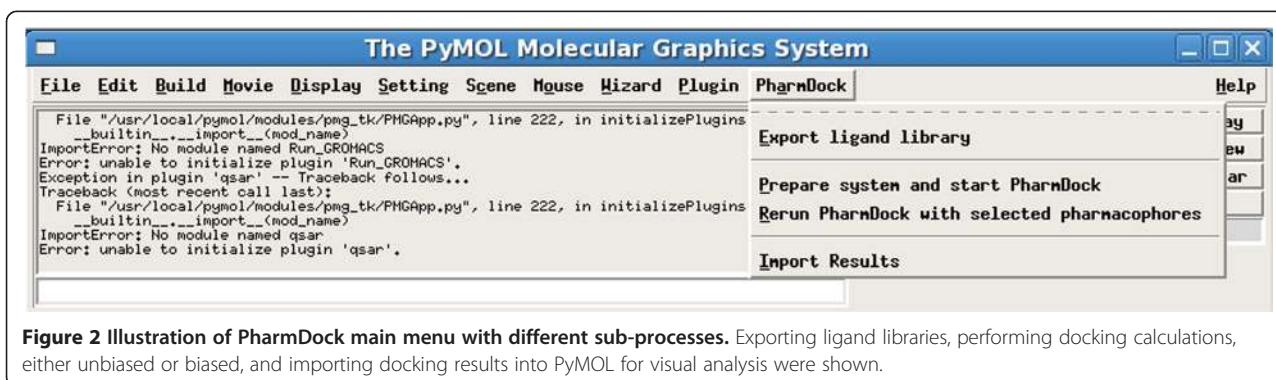 The PyMOL Molecular Graphics System
File Edit Build Movie Display Setting Scene Mouse Wizard Plugin PharmDock Help
File "/usr/local/pymol/modules/pmg_tk/PMGApp.py", line 222, in initializePlugins
__builtin__.__import__(mod_name)
ImportError: No module named Run_GROMACS
Error: unable to initialize plugin 'Run_GROMACS'.
Exception in plugin 'qsar' -- Traceback follows...
Traceback (most recent call last):
File "/usr/local/pymol/modules/pmg_tk/PMGApp.py", line 222, in initializePlugins
__builtin__.__import__(mod_name)
ImportError: No module named qsar
Error: unable to initialize plugin 'qsar'.
Export ligand library
Prepare system and start PharmDock
Rerun PharmDock with selected pharmacophores
Import Results
ay
ew
ar
Figure 2 Illustration of PharmDock main menu with different sub-processes. Exporting ligand libraries, performing docking calculations,
either unbiased or biased, and importing docking results into PyMOL for visual analysis were shown.